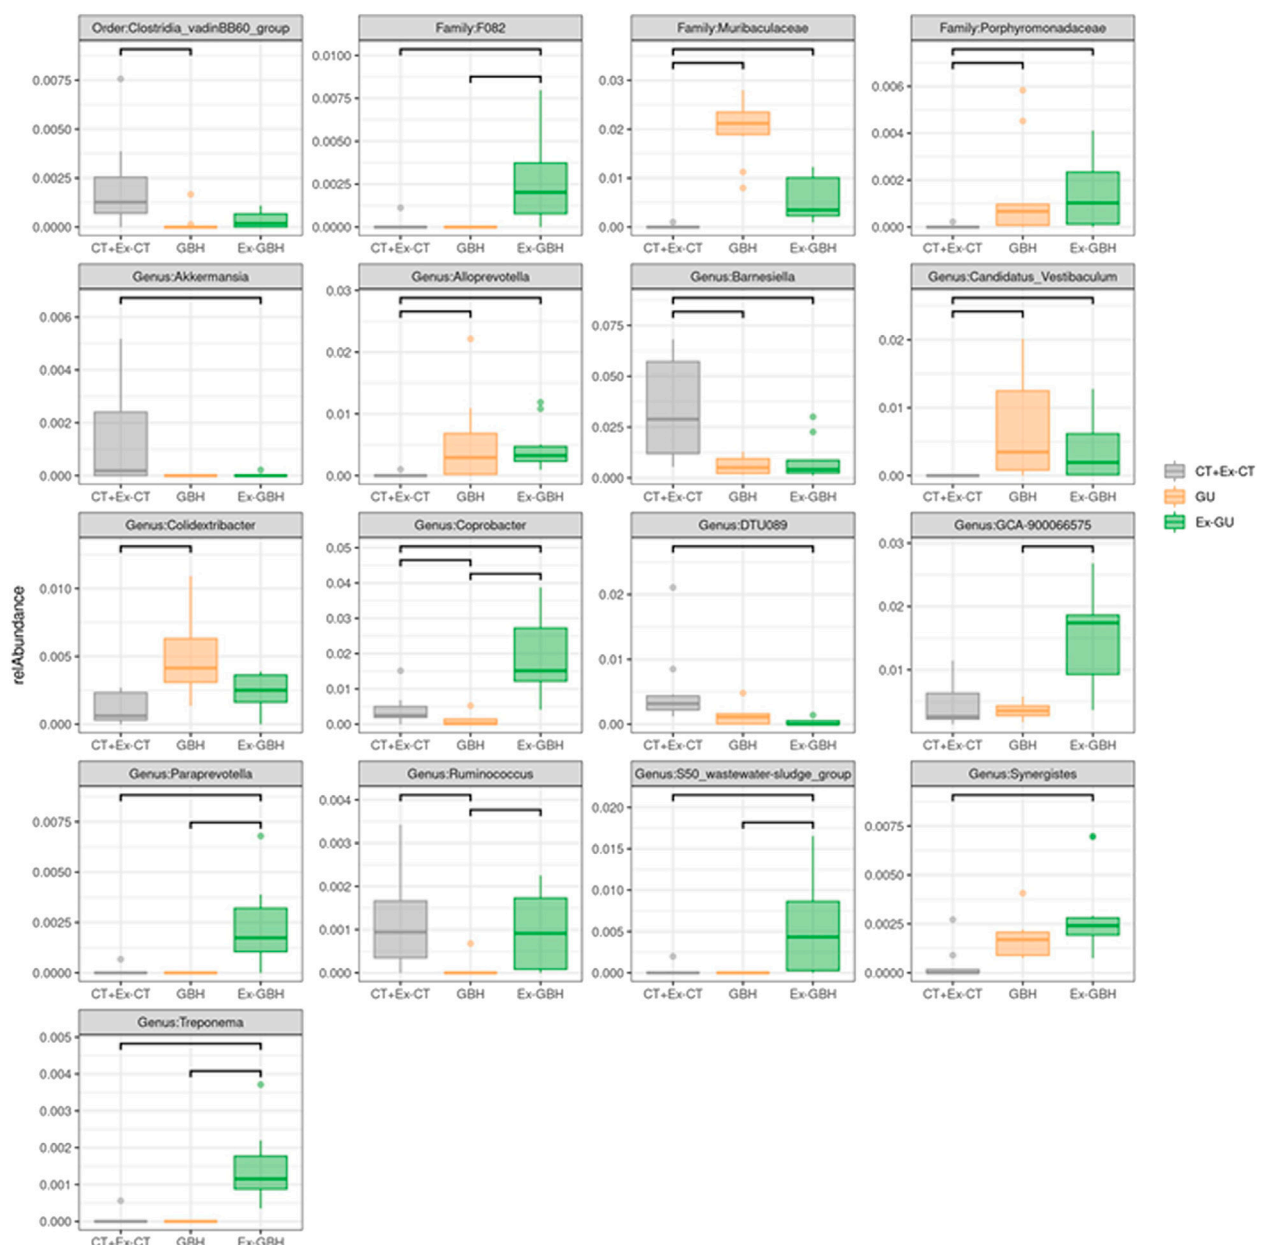 Order:Clostridia_vadinBB60_group
0.0075
0.0050
0.0025
0.0000
CT+Ex-CT GBH Ex-GBH
Family:F082
0.0100
0.0075
0.0050
0.0025
0.0000
CT+Ex-CT GBH Ex-GBH
Family:Muribaculaceae
0.03
0.02
0.01
0.00
CT+Ex-CT GBH Ex-GBH
Family:Porphyromonadaceae
0.006
0.004
0.002
0.000
CT+Ex-CT GBH Ex-GBH
Genus:Akkermansia
0.006
0.004
0.002
0.000
CT+Ex-CT GBH Ex-GBH
Genus:Alloprevotella
0.03
0.02
0.01
0.00
CT+Ex-CT GBH Ex-GBH
Genus:Barnesiella
0.075
0.050
0.025
0.000
CT+Ex-CT GBH Ex-GBH
Genus:Candidatus_Vestibaculum
0.02
0.01
0.00
CT+Ex-CT GBH Ex-GBH
CT+Ex-CT
GU
Ex-GU
relAbundance
Genus:Colidextribacter
0.010
0.005
0.000
CT+Ex-CT GBH Ex-GBH
Genus:Coprobacter
0.05
0.04
0.03
0.02
0.01
0.00
CT+Ex-CT GBH Ex-GBH
Genus:DTU089
0.02
0.01
0.00
CT+Ex-CT GBH Ex-GBH
Genus:GCA-900066575
0.03
0.02
0.01
CT+Ex-CT GBH Ex-GBH
Genus:Paraprevotella
0.0075
0.0050
0.0025
0.0000
CT+Ex-CT GBH Ex-GBH
Genus:Ruminococcus
0.004
0.003
0.002
0.001
0.000
CT+Ex-CT GBH Ex-GBH
Genus:S50_wastewater-sludge_group
0.020
0.015
0.010
0.005
0.000
CT+Ex-CT GBH Ex-GBH
Genus:Synergistes
0.0075
0.0050
0.0025
0.0000
CT+Ex-CT GBH Ex-GBH
Genus:Treponema
0.005
0.004
0.003
0.002
0.001
0.000
CT+Ex-CT GBH Ex-GBH